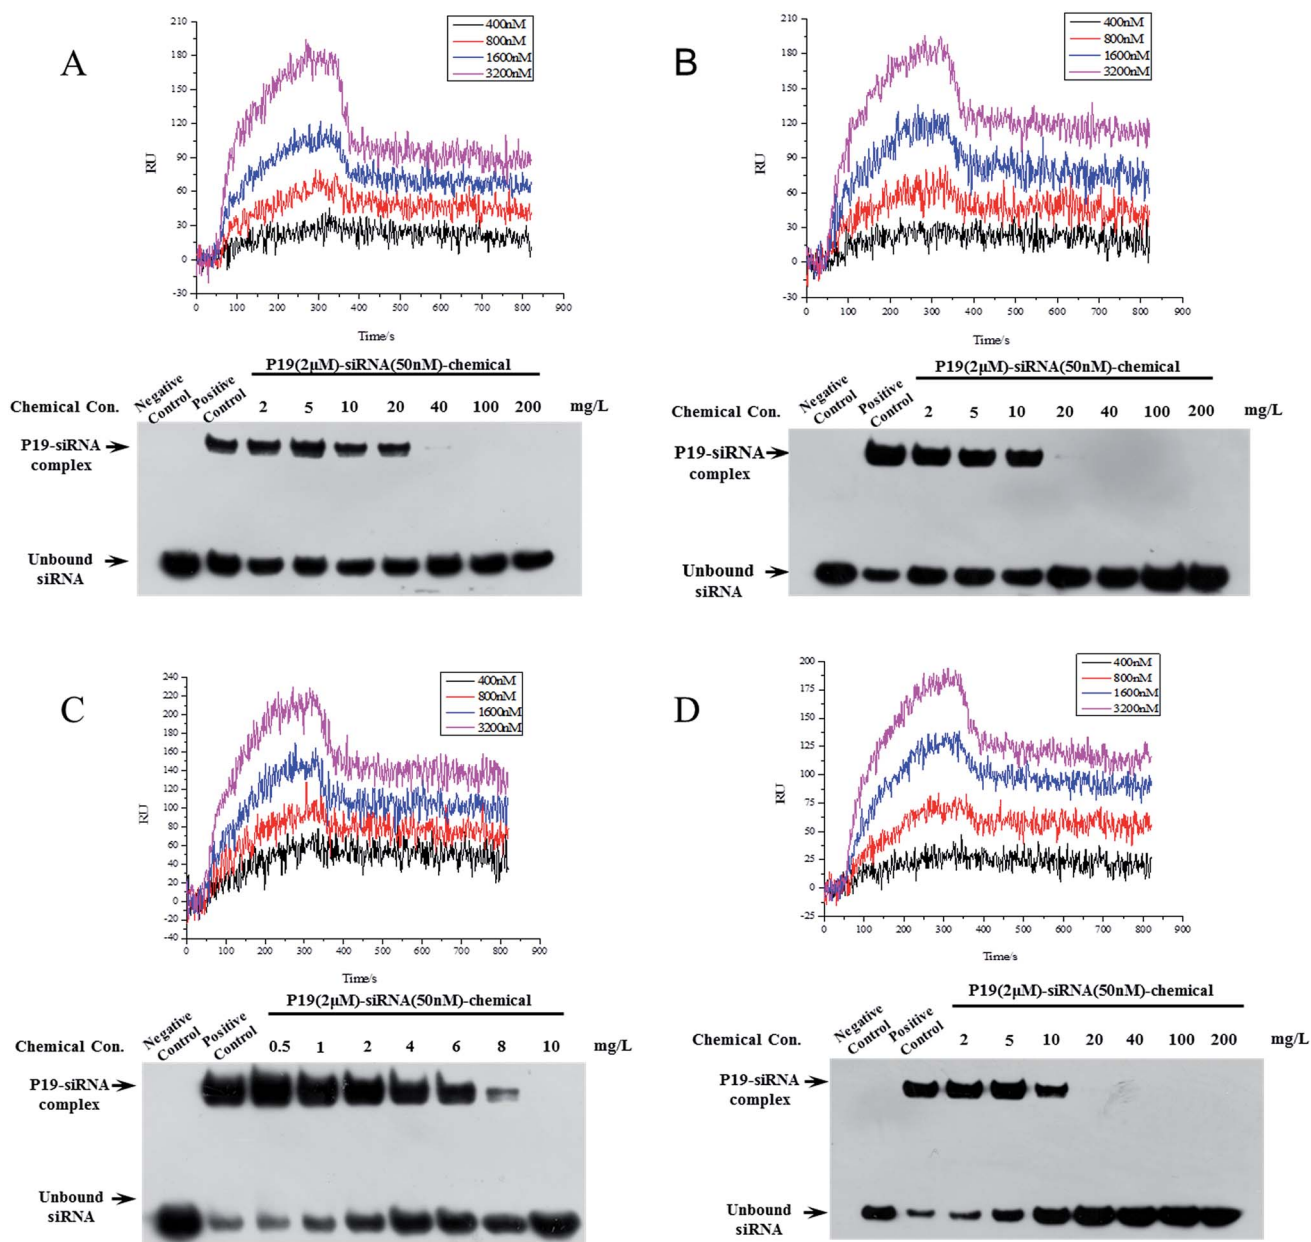 A
RU
210
180
150
120
90
60
30
0
-30
0 100 200 300 400 500 600 700 800 900
Time/s
400nM
800nM
1600nM
3200nM
P19(2μM)-siRNA(50nM)-chemical
Negative Control
Positive Control
Chemical Con. 2 5 10 20 40 100 200 mg/L
P19-siRNA
complex
Unbound
siRNA
B
RU
210
180
150
120
90
60
30
0
-30
0 100 200 300 400 500 600 700 800 900
Time/s
400nM
800nM
1600nM
3200nM
P19(2μM)-siRNA(50nM)-chemical
Negative Control
Positive Control
Chemical Con. 2 5 10 20 40 100 200 mg/L
P19-siRNA
complex
Unbound
siRNA
C
RU
240
220
200
180
160
140
120
100
80
60
40
20
0
-20
-40
0 100 200 300 400 500 600 700 800 900
Time/s
400nM
800nM
1600nM
3200nM
P19(2μM)-siRNA(50nM)-chemical
Negative Control
Positive Control
Chemical Con. 0.5 1 2 4 6 8 10 mg/L
P19-siRNA
complex
Unbound
siRNA
D
RU
200
175
150
125
100
75
50
25
0
-25
0 100 200 300 400 500 600 700 800 900
Time/s
400nM
800nM
1600nM
3200nM
P19(2μM)-siRNA(50nM)-chemical
Negative Control
Positive Control
Chemical Con. 2 5 10 20 40 100 200 mg/L
P19-siRNA
complex
Unbound
siRNA